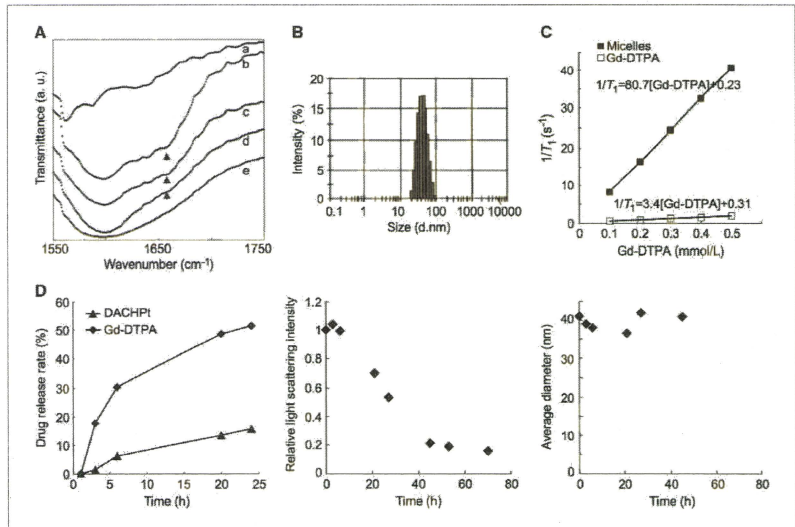 A
Transmittance (a. u.)
a
b
c
d
e
1550
1650
1750
Wavenumber (cm-1)
B
Intensity (%)
20
17
15
10
5
0
0.1
1
10
100
1000
10000
Size (d.nm)
C
Micelles
Gd-DTPA
1/T1 (s-1)
40
30
20
10
0
1/T1=80.7[Gd-DTPA]+0.23
1/T1=3.4[Gd-DTPA]+0.31
0
0.1
0.2
0.3
0.4
0.5
Gd-DTPA (mmol/L)
D
Drug release rate (%)
60
50
40
30
20
10
0
DACHPt
Gd-DTPA
0
5
10
15
20
25
Time (h)
Relative light scattering intensity
1.2
1
0.8
0.6
0.4
0.2
0
0
20
40
60
80
Time (h)
Average diameter (nm)
40
30
20
10
0
0
20
40
60
80
Time (h)